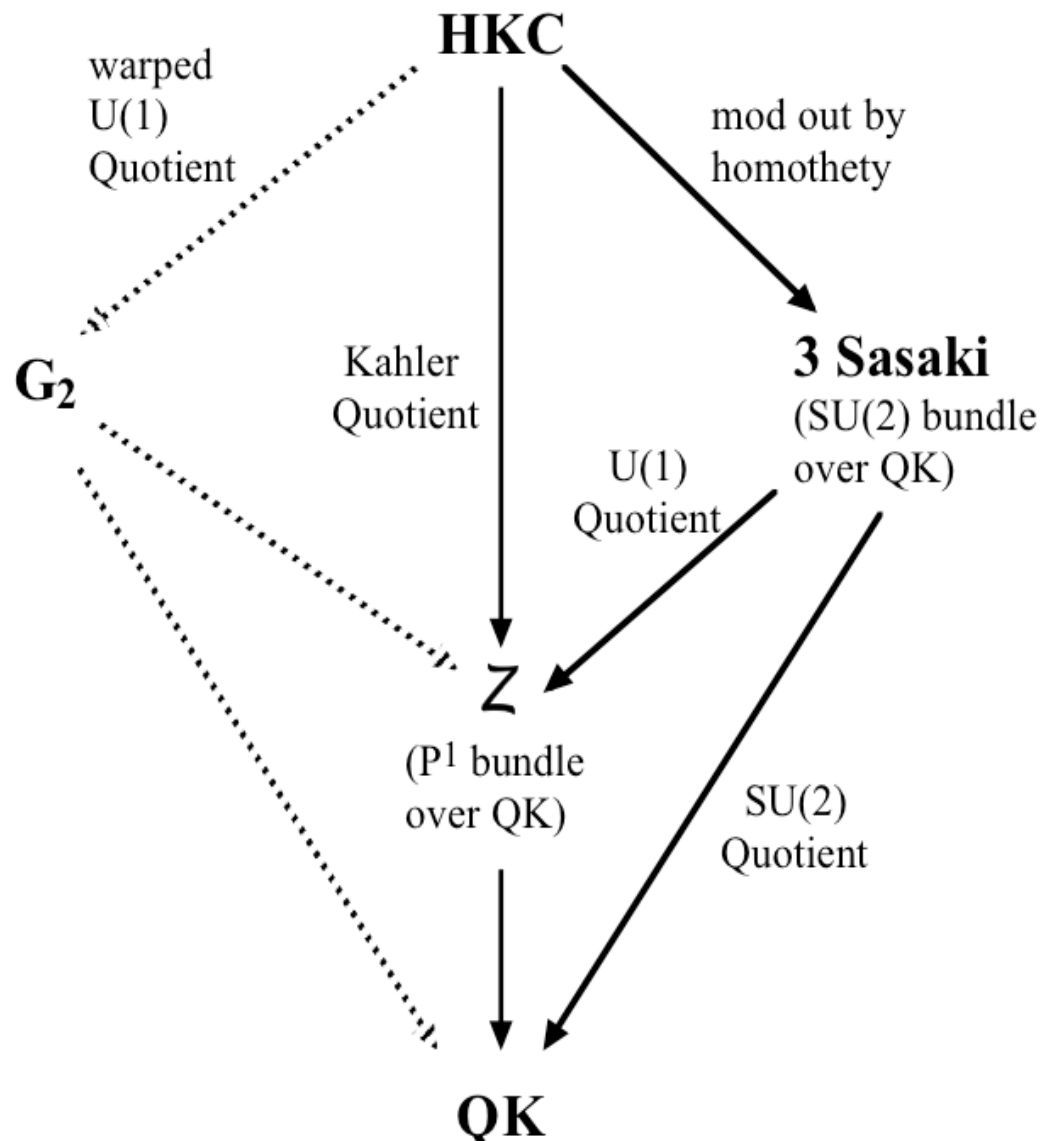 HKC
warped
U(1)
Quotient
mod out by
homothety
G₂
Kahler
Quotient
3 Sasaki
(SU(2) bundle
over QK)
U(1)
Quotient
Z
(P¹ bundle
over QK)
SU(2)
Quotient
QK